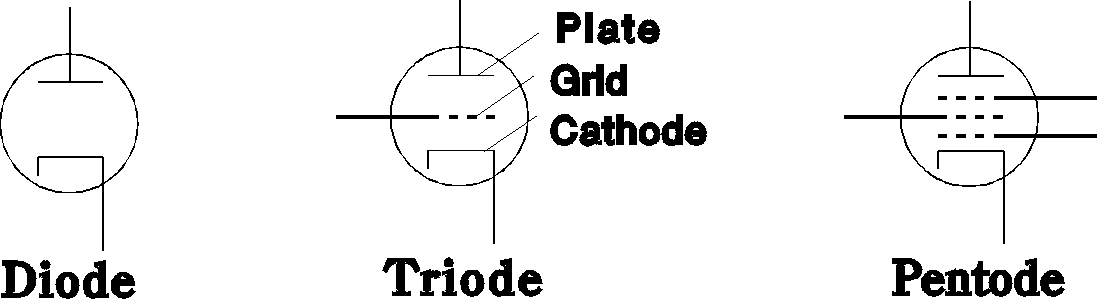 Plate
Grid
Cathode
Diode
Triode
Pentode